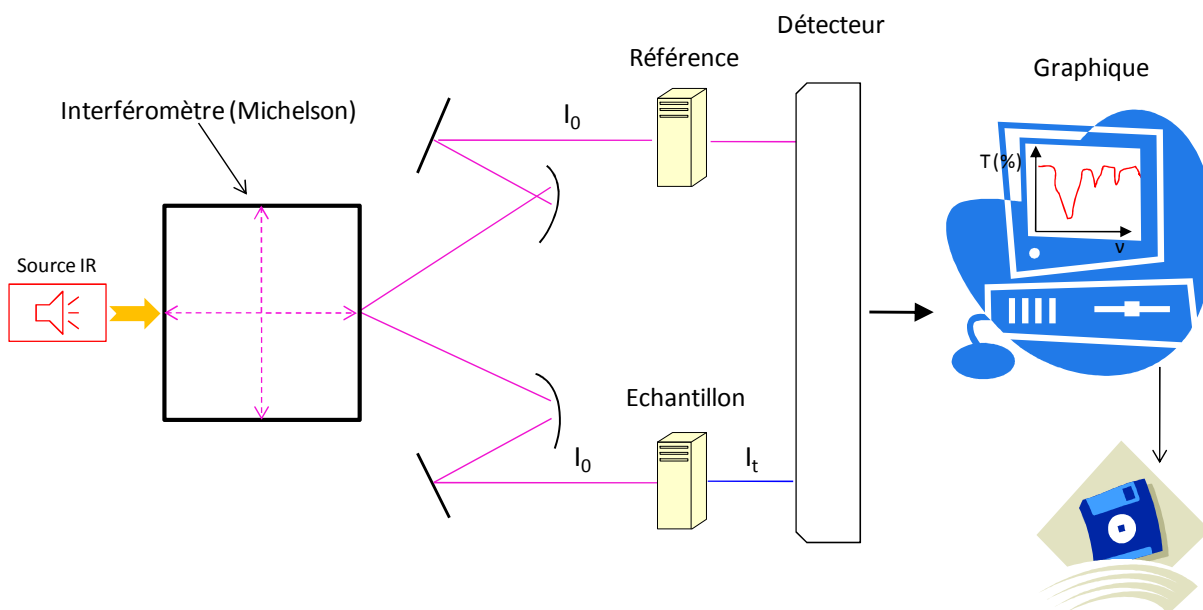 Détecteur
Référence
Graphique
Interféromètre (Michelson)
I0
T(%)
ν
Source IR
Echantillon
I0
It